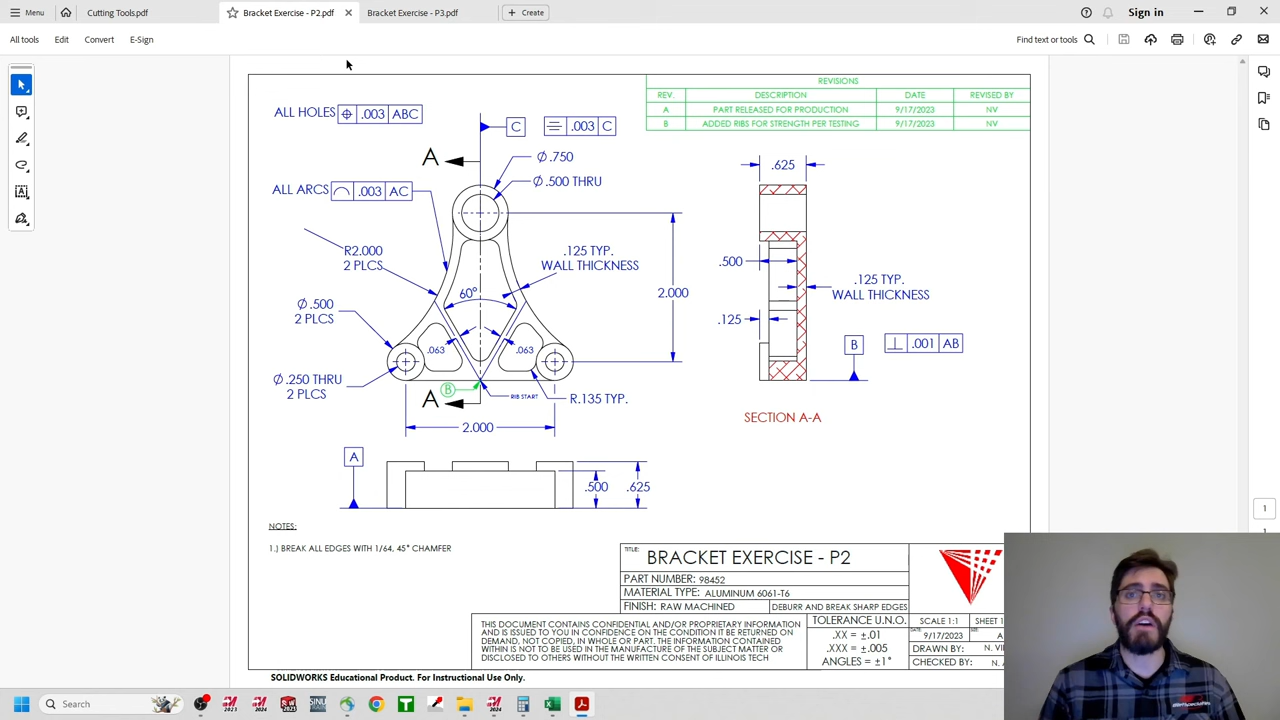 Menu
Cutting Tools.pdf
Bracket Exercise - P2.pdf
Bracket Exercise - P3.pdf
Create
Sign in
All tools
Edit
Convert
E-Sign
Find text or tools
REVISIONS
REV. DESCRIPTION DATE REVISED BY
A PART RELEASED FOR PRODUCTION 9/17/2023 NV
B ADDED RIBS FOR STRENGTH PER TESTING 9/17/2023 NV
ALL HOLES ⌖ .003 ABC
C
⌯ .003 C
A
Ø .750
Ø .500 THRU
ALL ARCS ⌒ .003 AC
R2.000
2 PLCS
.125 TYP.
WALL THICKNESS
60°
2.000
Ø .500
2 PLCS
.063
.063
Ø .250 THRU
2 PLCS
B
A
RIB START
R.135 TYP.
2.000
.625
.500
.125 TYP.
WALL THICKNESS
.125
B
⊥ .001 AB
SECTION A-A
A
.500
.625
NOTES:
1.) BREAK ALL EDGES WITH 1/64, 45° CHAMFER
TITLE:
BRACKET EXERCISE - P2
PART NUMBER: 98452
MATERIAL TYPE: ALUMINUM 6061-T6
FINISH: RAW MACHINED
DEBURR AND BREAK SHARP EDGES
THIS DOCUMENT CONTAINS CONFIDENTIAL AND/OR PROPRIETARY INFORMATION
AND IS ISSUED TO YOU IN CONFIDENCE ON THE CONDITION IT BE RETURNED ON
DEMAND, NOT COPIED, IN WHOLE OR PART. THE INFORMATION CONTAINED
WITHIN IS NOT TO BE USED IN THE MANUFACTURE OF THE SUBJECT MATTER OR
DISCLOSED TO OTHERS WITHOUT THE WRITTEN CONSENT OF ILLINOIS TECH
TOLERANCE U.N.O.
.XX = ±.01
.XXX = ±.005
ANGLES = ±1°
SCALE 1:1
SHEET 1
DATE:
9/17/2023
DRAWN BY:
CHECKED BY:
SOLIDWORKS Educational Product. For Instructional Use Only.
1
Search
2023
2024
2023
SINU
2024